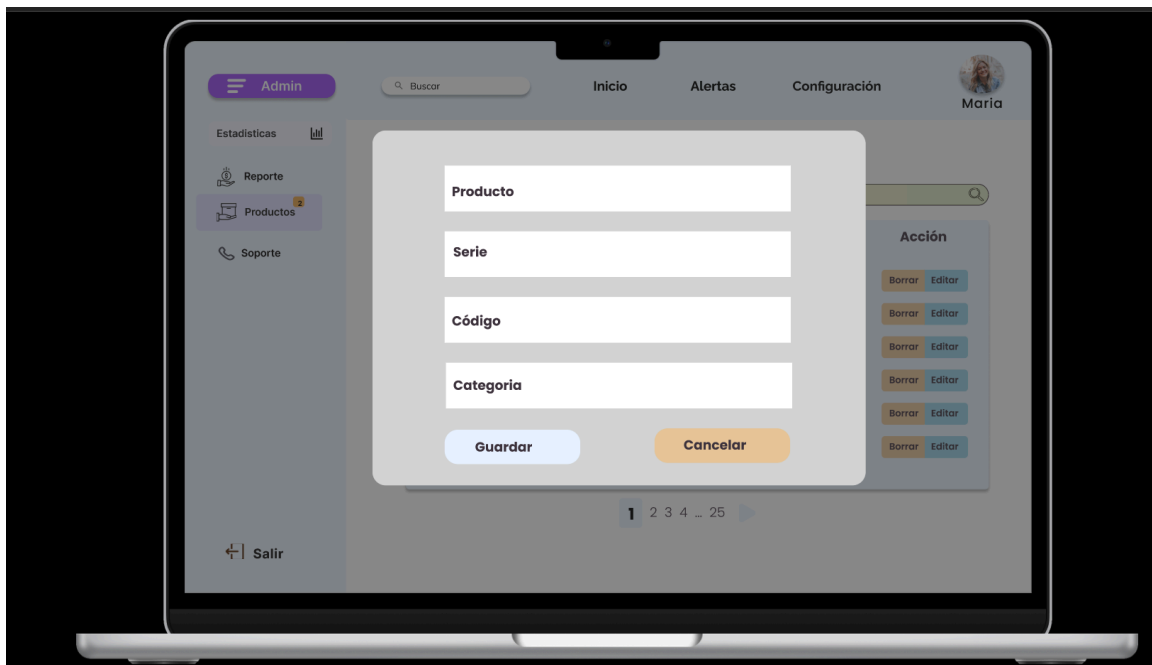 Admin
Buscar
Inicio
Alertas
Configuración
Maria
Estadísticas
Reporte
Productos
2
Soporte
Salir
Producto
Serie
Código
Categoria
Guardar
Cancelar
Acción
Borrar Editar
Borrar Editar
Borrar Editar
Borrar Editar
Borrar Editar
Borrar Editar
1 2 3 4 ... 25